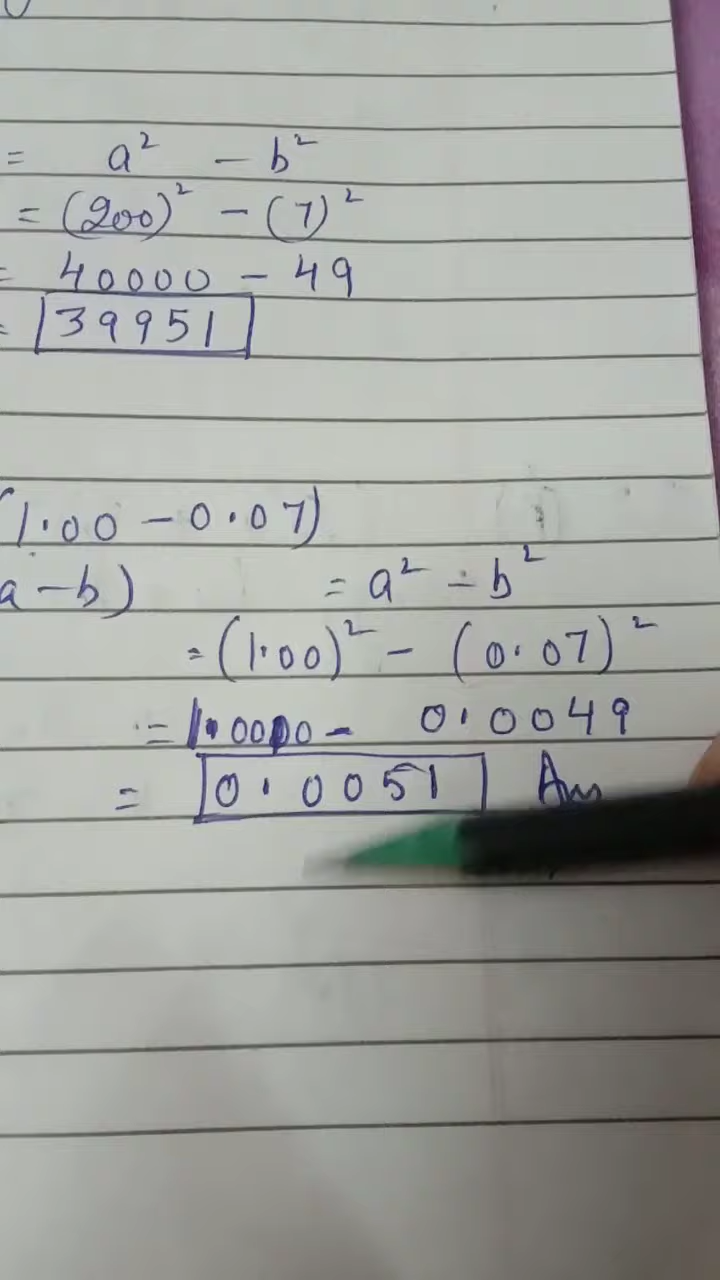 = a² - b²
= (200)² - (7)²
= 40000 - 49
= 39951
(1.00 - 0.07)
a - b) = a² - b²
= (1.00)² - (0.07)²
= 1.0000 - 0.0049
= 0.0051 Ans